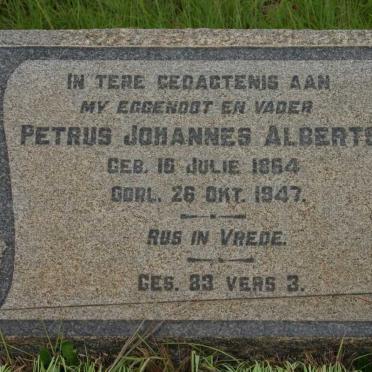 IN TERE GEDAGTENIS AAN
MY EGGENOOT EN VADER
PETRUS JOHANNES ALBERTS
GEB. 16 JULIE 1864
OORL. 26 OKT. 1947.
RUS IN VREDE.
GES. 23 VERS 3.